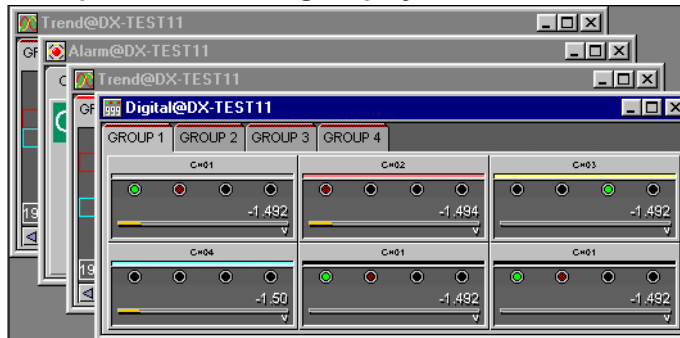 Trend@DX-TEST11
Alarm@DX-TEST11
Trend@DX-TEST11
Digital@DX-TEST11
GROUP 1 GROUP 2 GROUP 3 GROUP 4
CH01 CH02 CH03
-1.492 -1.494 -1.492
V V V
CH04 CH01 CH01
-1.50 -1.492 -1.492
V V V